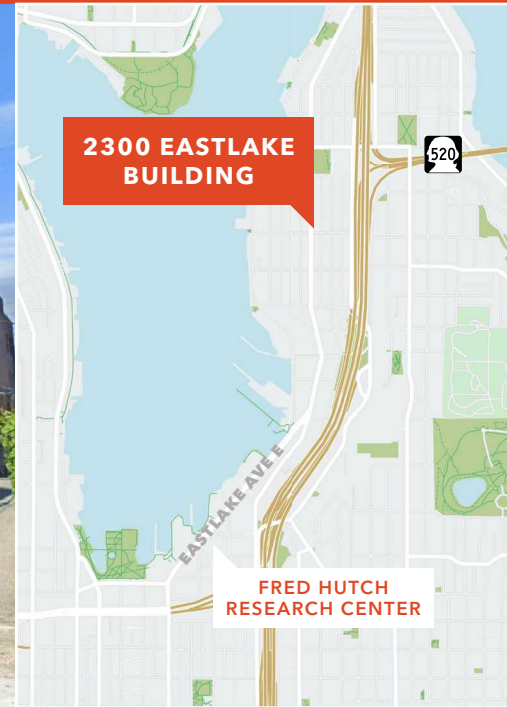 2300 EASTLAKE
BUILDING
520
EASTLAKE AVE E
FRED HUTCH
RESEARCH CENTER